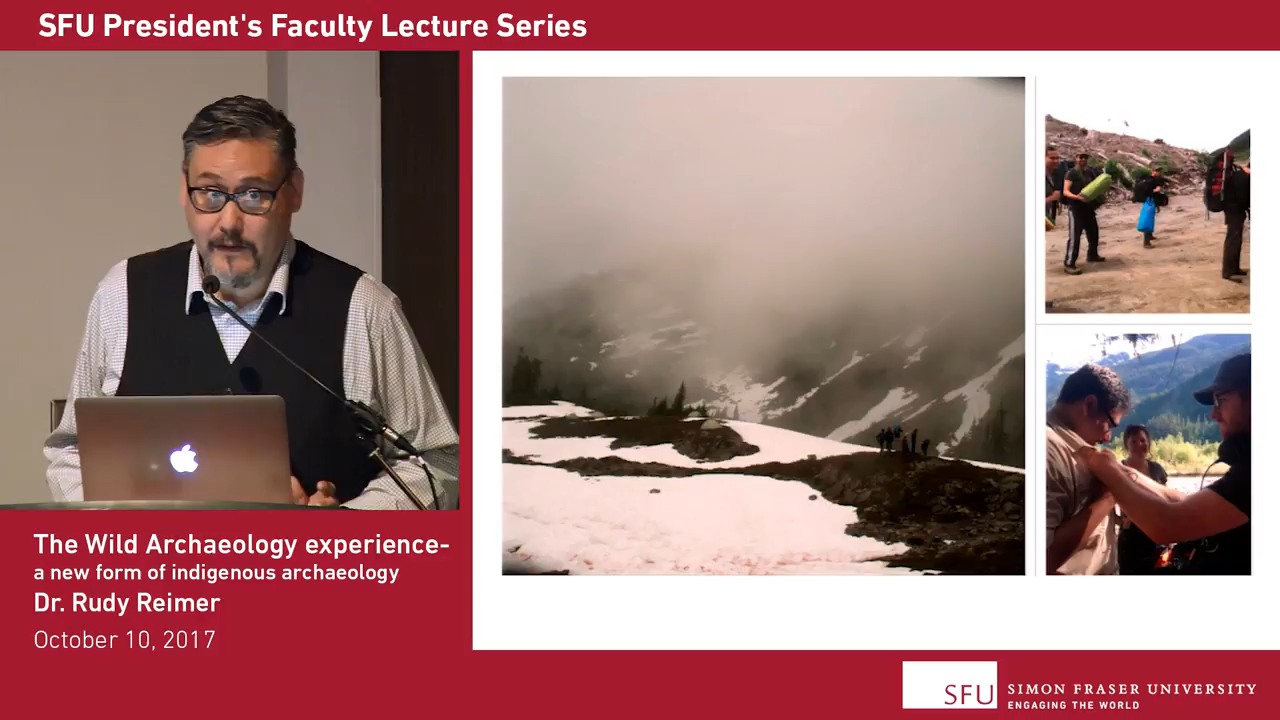 SFU President's Faculty Lecture Series
The Wild Archaeology experience-
a new form of indigenous archaeology
Dr. Rudy Reimer
October 10, 2017
SFU
SIMON FRASER UNIVERSITY
ENGAGING THE WORLD